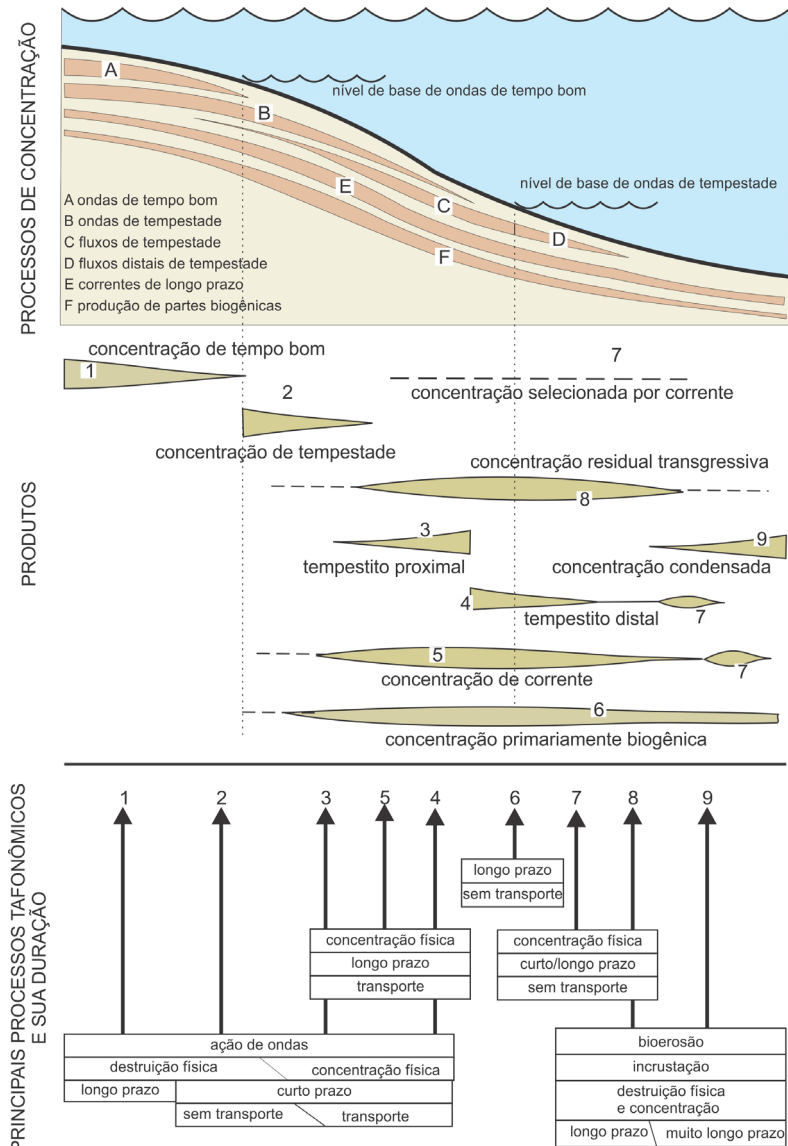 PROCESSOS DE CONCENTRAÇÃO
A
nível de base de ondas de tempo bom
B
E
nível de base de ondas de tempestade
C
D
F
A ondas de tempo bom
B ondas de tempestade
C fluxos de tempestade
D fluxos distais de tempestade
E correntes de longo prazo
F produção de partes biogênicas
PRODUTOS
concentração de tempo bom
1
7
concentração selecionada por corrente
2
concentração de tempestade
concentração residual transgressiva
8
3
tempestito proximal
9
concentração condensada
4
tempestito distal
7
5
concentração de corrente
7
6
concentração primariamente biogênica
PRINCIPAIS PROCESSOS TAFONÔMICOS
E SUA DURAÇÃO
1 2 3 5 4 6 7 8 9
longo prazo
sem transporte
concentração física
longo prazo
transporte
concentração física
curto/longo prazo
sem transporte
ação de ondas
destruição física concentração física
longo prazo curto prazo
sem transporte transporte
bioerosão
incrustação
destruição física
e concentração
longo prazo muito longo prazo